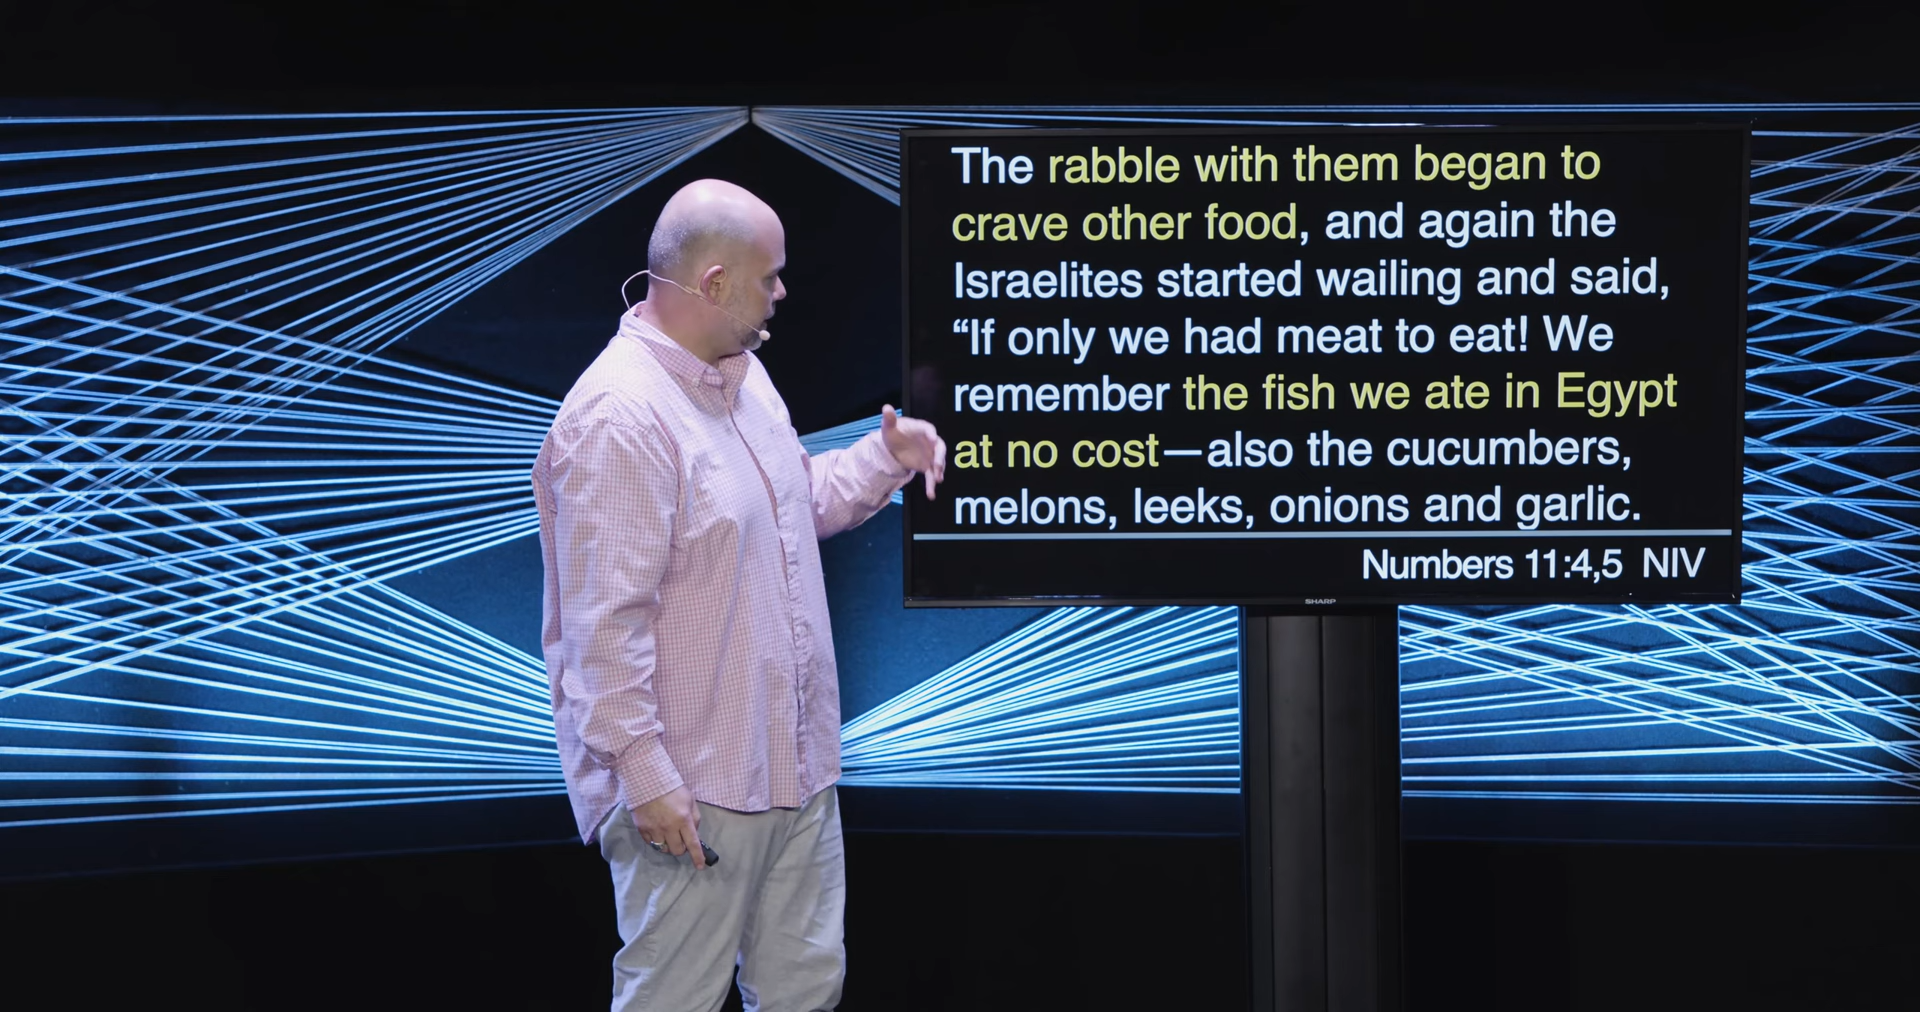 The rabble with them began to
crave other food, and again the
Israelites started wailing and said,
“If only we had meat to eat! We
remember the fish we ate in Egypt
at no cost—also the cucumbers,
melons, leeks, onions and garlic.
Numbers 11:4,5 NIV
SHARP